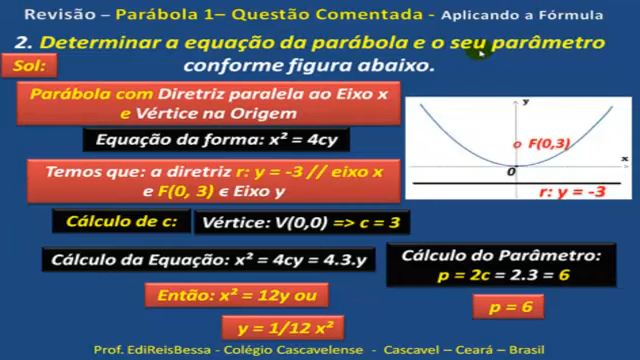 Revisão – Parábola 1– Questão Comentada - Aplicando a Fórmula
2. Determinar a equação da parábola e o seu parâmetro
conforme figura abaixo.
Sol:
Parábola com Diretriz paralela ao Eixo x
e Vértice na Origem
Equação da forma: x² = 4cy
Temos que: a diretriz r: y = -3 // eixo x
e F(0, 3) ϵ Eixo y
Cálculo de c:
Vértice: V(0,0) => c = 3
Cálculo da Equação: x² = 4cy = 4.3.y
Então: x² = 12y ou
y = 1/12 x²
y
F(0,3)
x
0
r: y = -3
Cálculo do Parâmetro:
p = 2c = 2.3 = 6
p = 6
Prof. EdiReisBessa - Colégio Cascavelense - Cascavel – Ceará – Brasil